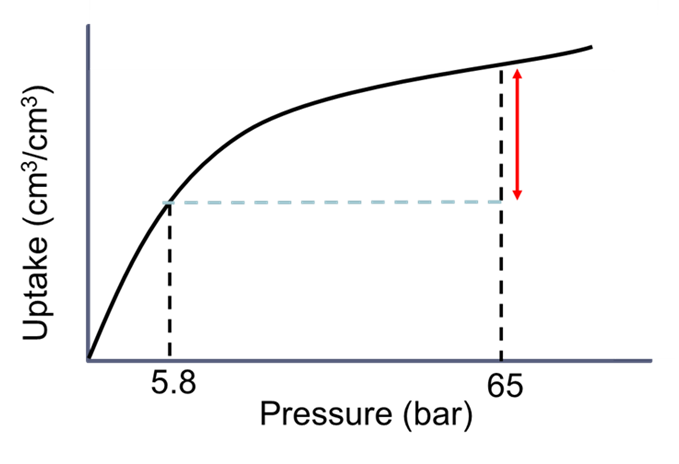 Uptake (cm³/cm³)
5.8
65
Pressure (bar)